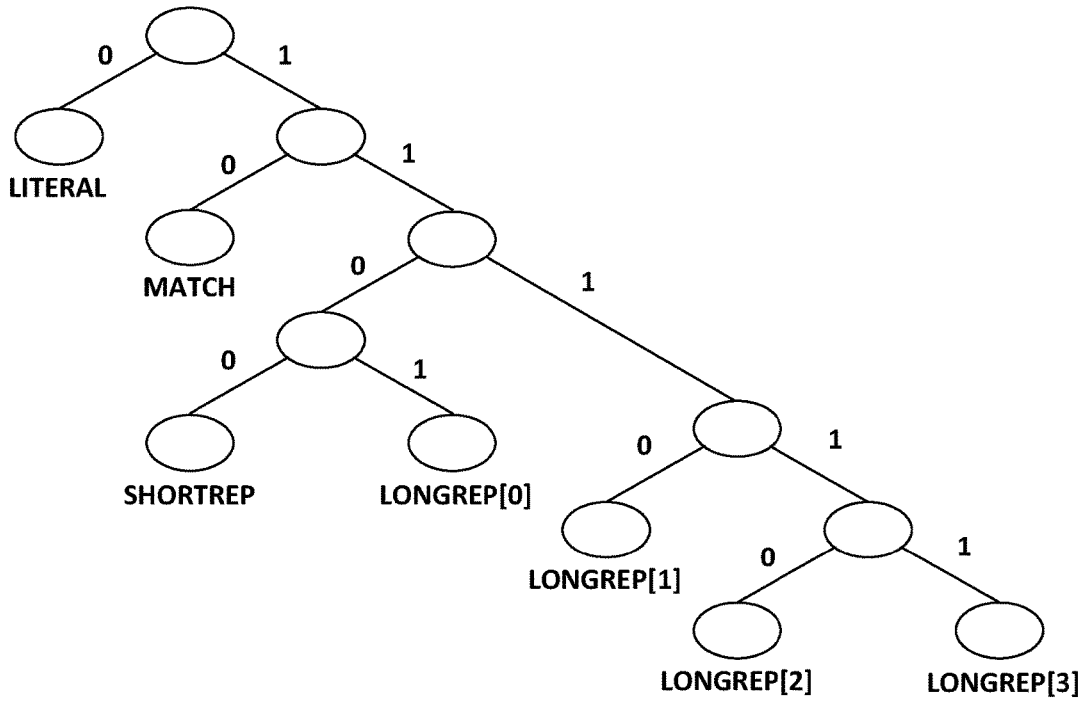 0 1
LITERAL
0 1
MATCH
0 1
0 1
SHORTREP
LONGREP[0]
0 1
LONGREP[1]
0 1
LONGREP[2]
LONGREP[3]